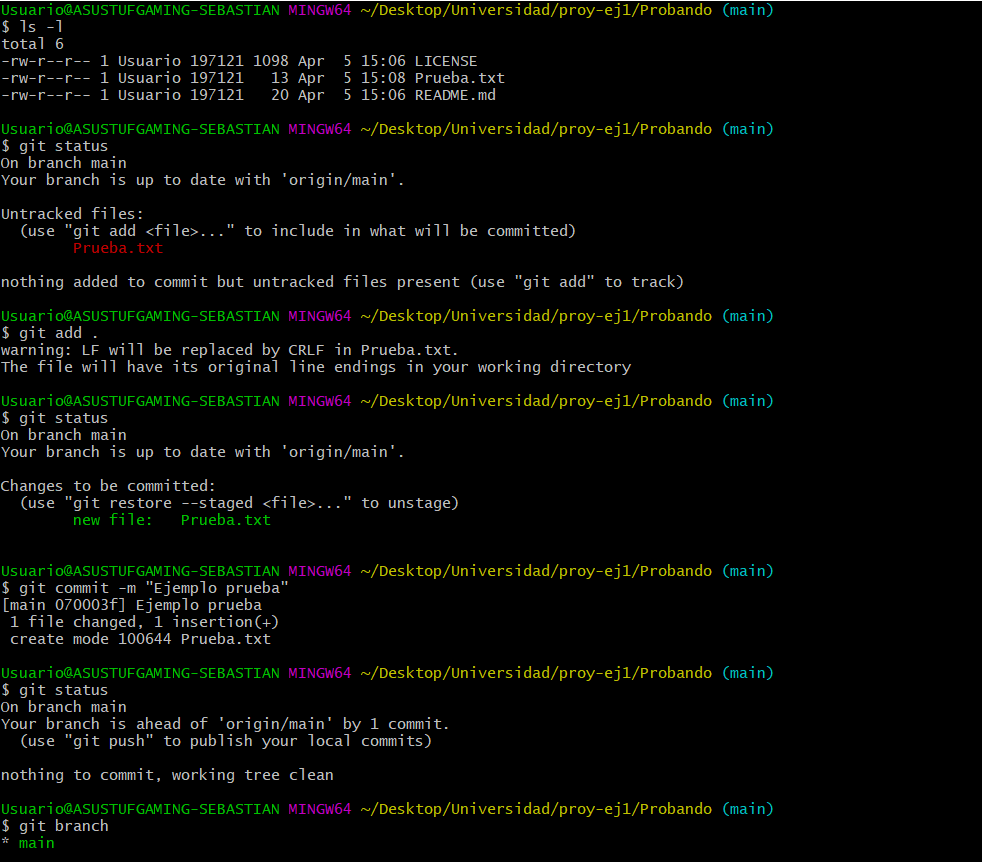 Usuario@ASUSTUFGAMING-SEBASTIAN MINGW64 ~/Desktop/Universidad/proy-ej1/Probando (main)
$ ls -l
total 6
-rw-r--r-- 1 Usuario 197121 1098 Apr  5 15:06 LICENSE
-rw-r--r-- 1 Usuario 197121   13 Apr  5 15:08 Prueba.txt
-rw-r--r-- 1 Usuario 197121   20 Apr  5 15:06 README.md

Usuario@ASUSTUFGAMING-SEBASTIAN MINGW64 ~/Desktop/Universidad/proy-ej1/Probando (main)
$ git status
On branch main
Your branch is up to date with 'origin/main'.

Untracked files:
  (use "git add <file>..." to include in what will be committed)
        Prueba.txt

nothing added to commit but untracked files present (use "git add" to track)

Usuario@ASUSTUFGAMING-SEBASTIAN MINGW64 ~/Desktop/Universidad/proy-ej1/Probando (main)
$ git add .
warning: LF will be replaced by CRLF in Prueba.txt.
The file will have its original line endings in your working directory

Usuario@ASUSTUFGAMING-SEBASTIAN MINGW64 ~/Desktop/Universidad/proy-ej1/Probando (main)
$ git status
On branch main
Your branch is up to date with 'origin/main'.

Changes to be committed:
  (use "git restore --staged <file>..." to unstage)
        new file:   Prueba.txt

Usuario@ASUSTUFGAMING-SEBASTIAN MINGW64 ~/Desktop/Universidad/proy-ej1/Probando (main)
$ git commit -m "Ejemplo prueba"
[main 070003f] Ejemplo prueba
 1 file changed, 1 insertion(+)
 create mode 100644 Prueba.txt

Usuario@ASUSTUFGAMING-SEBASTIAN MINGW64 ~/Desktop/Universidad/proy-ej1/Probando (main)
$ git status
On branch main
Your branch is ahead of 'origin/main' by 1 commit.
  (use "git push" to publish your local commits)

nothing to commit, working tree clean

Usuario@ASUSTUFGAMING-SEBASTIAN MINGW64 ~/Desktop/Universidad/proy-ej1/Probando (main)
$ git branch
* main